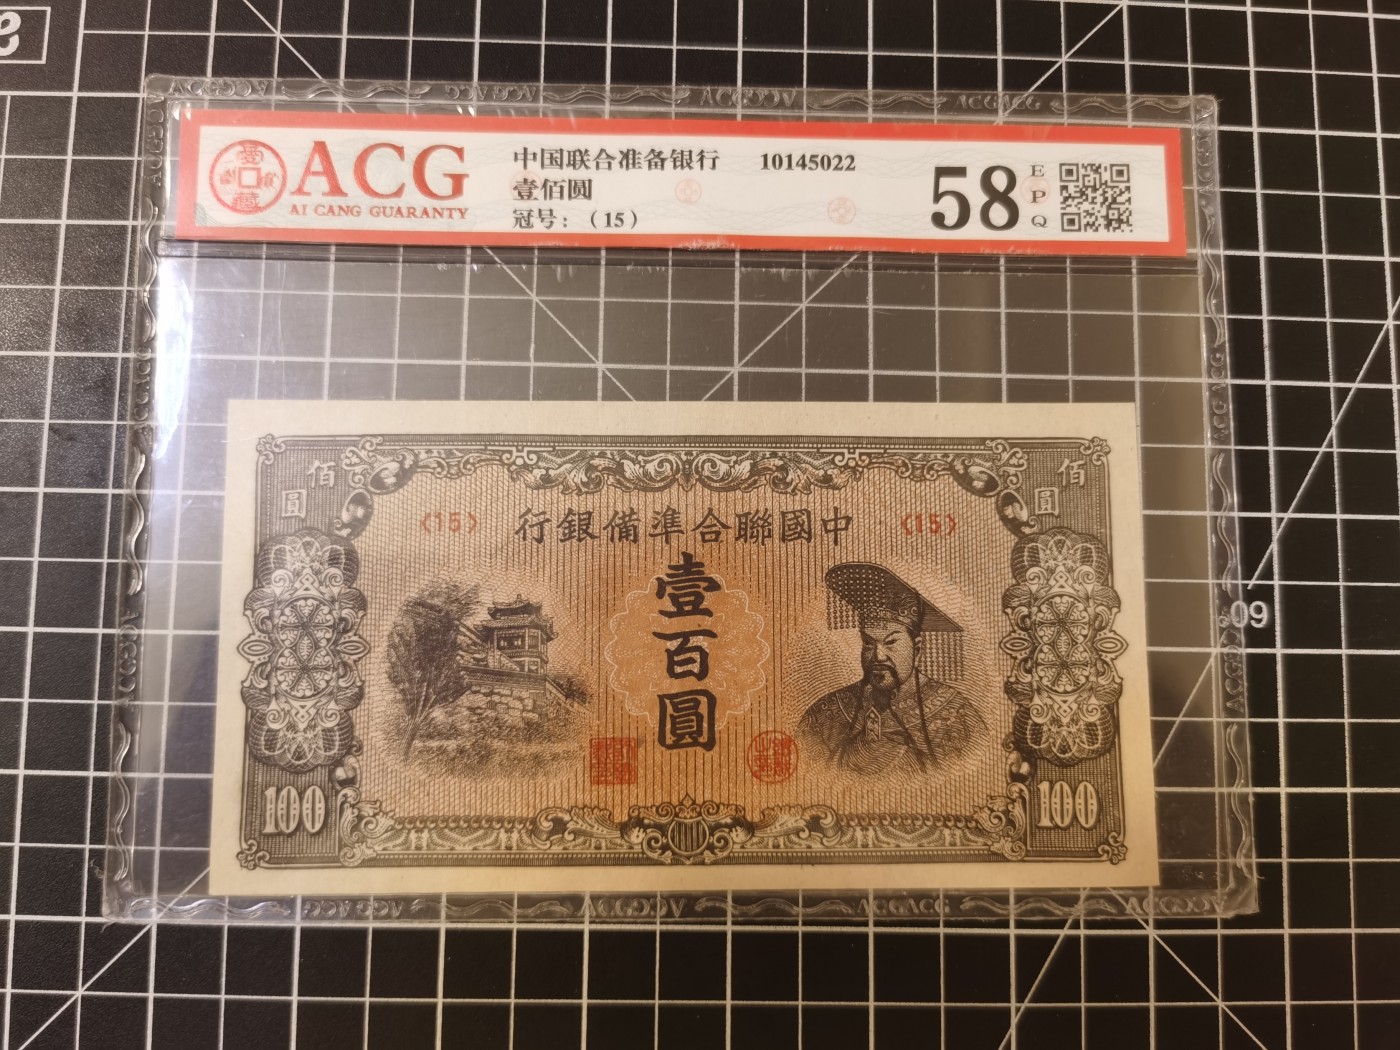 ACG
AI CANG GUARANTY
中国联合准备银行 10145022
壹佰圆
冠号：（15）
58
EPQ
佰圓
佰圓
(15) 行銀備準合聯國中 (15)
壹百圓
100
100
60